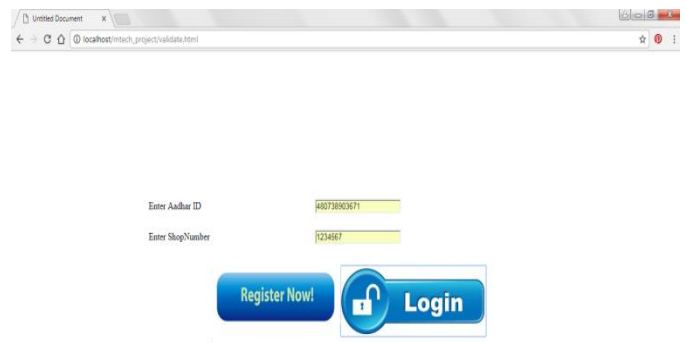 Untitled Document
localhost/mtech_project/validate.html
Enter Aadhar ID 480738903671
Enter ShopNumber 1234567
Register Now! Login